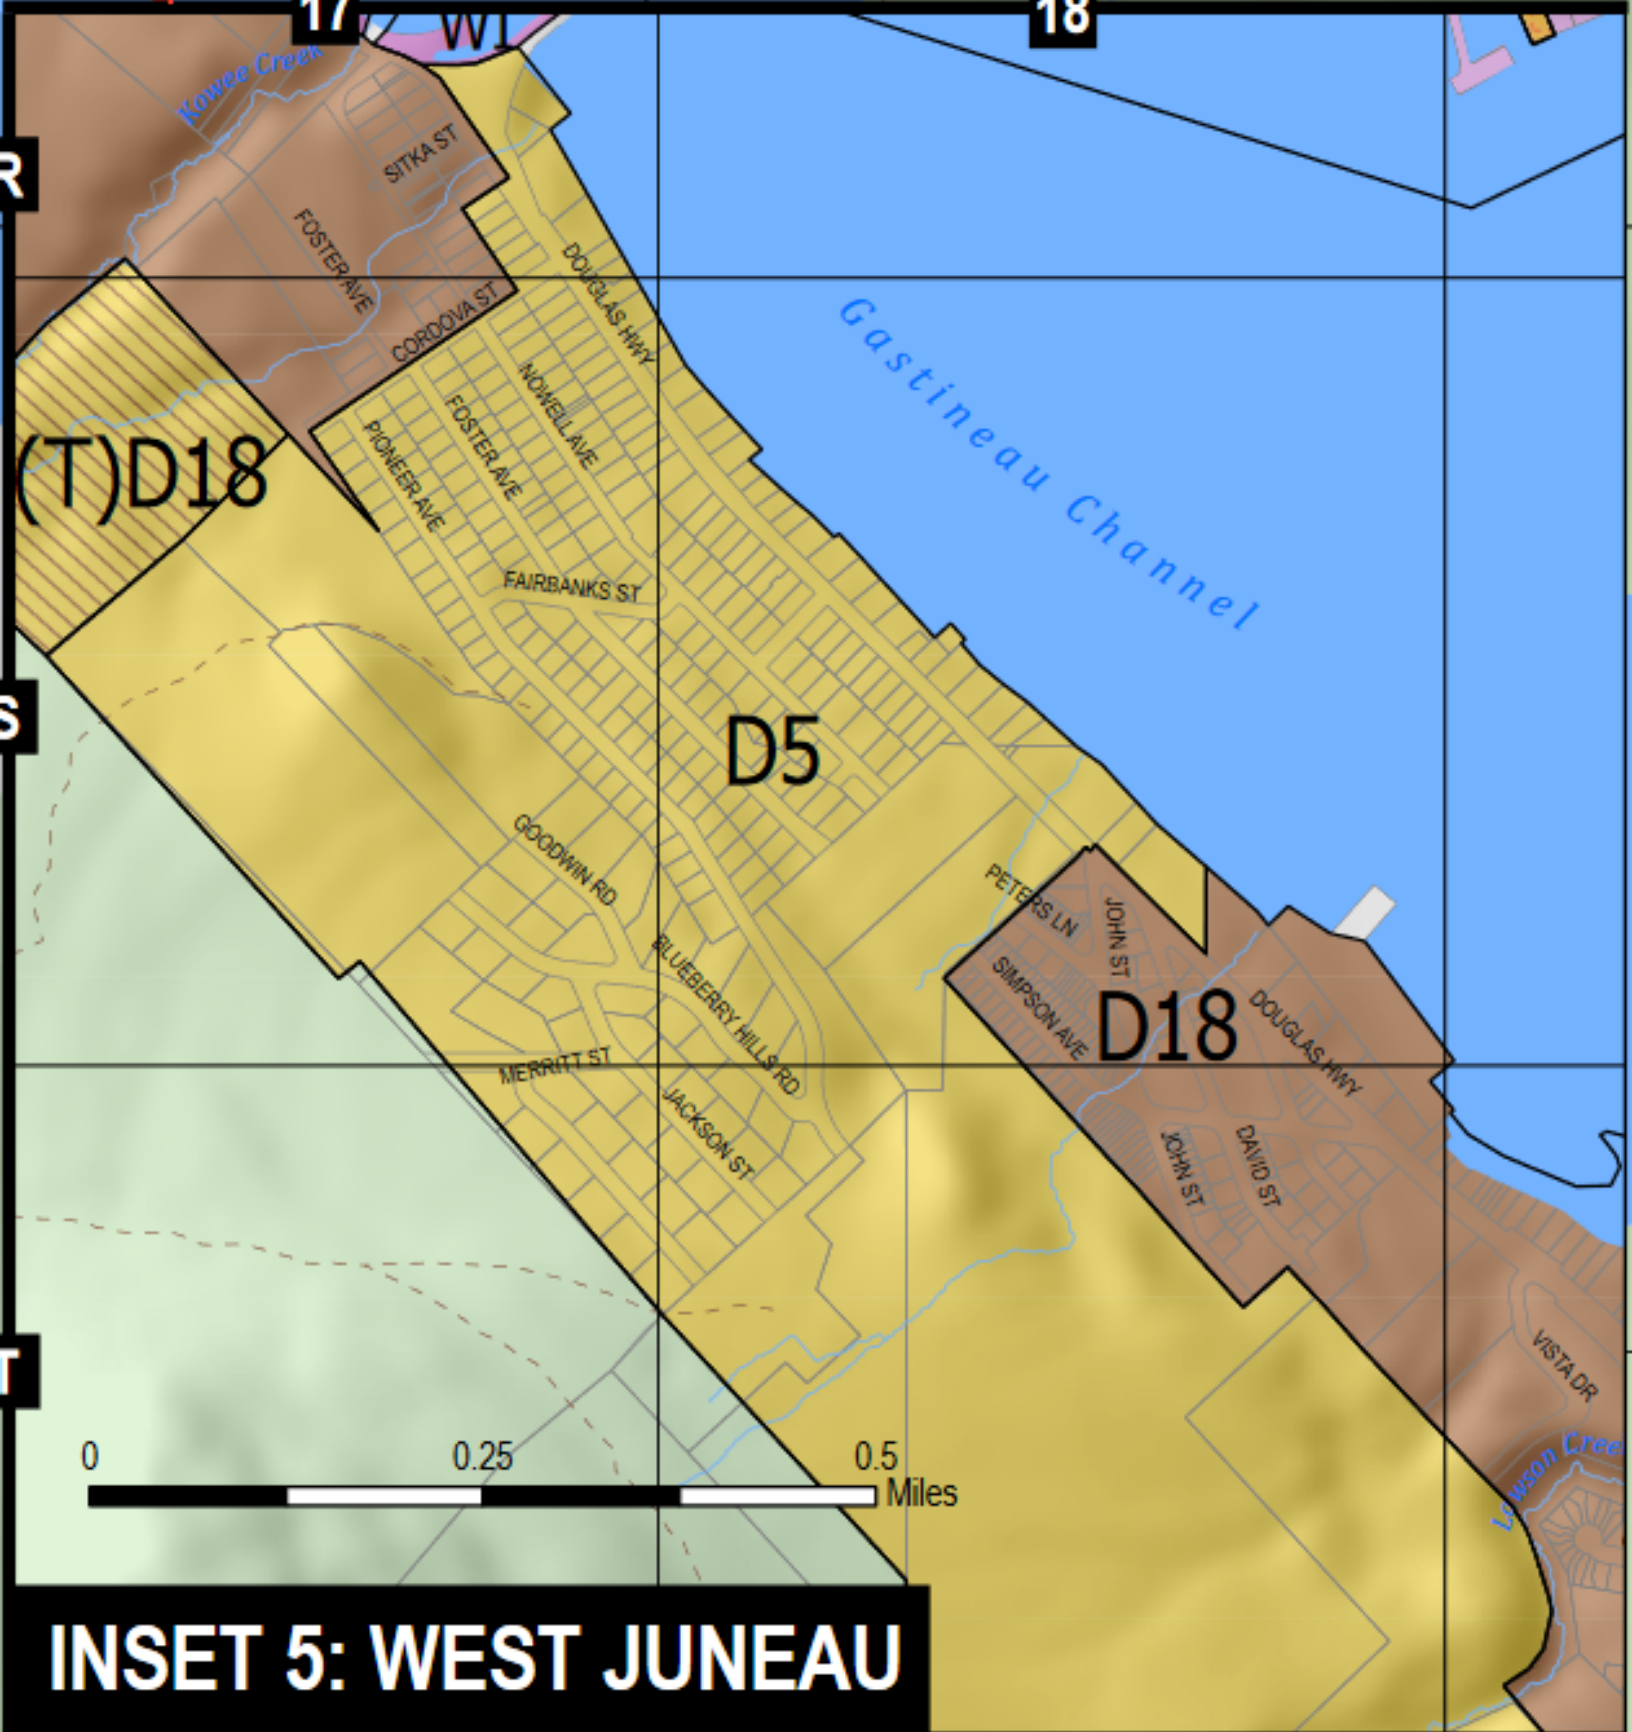 17
18
W1
Kowee Creek
SITKA ST
R
FOSTER AVE
DOUGLAS HWY
CORDOVA ST
Gastineau Channel
NOWELL AVE
FOSTER AVE
PIONEER AVE
(T)D18
FAIRBANKS ST
S
D5
GOODWIN RD
PETERS LN
JOHN ST
BLUEBERRY HILLS RD
SIMPSON AVE
D18
DOUGLAS HWY
MERRITT ST
JACKSON ST
JOHN ST
DAVID ST
T
VISTA DR
Lawson Cree
0 0.25 0.5
Miles
INSET 5: WEST JUNEAU